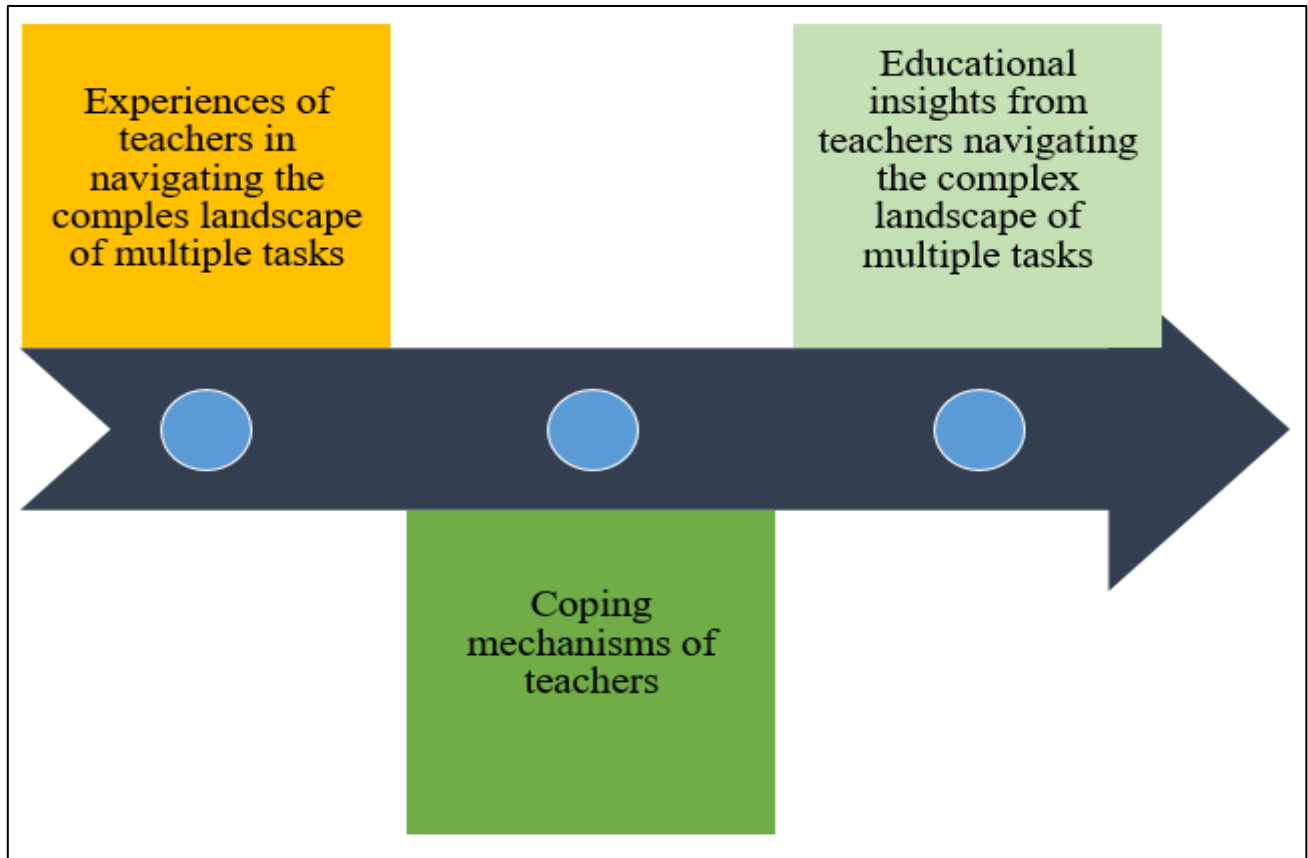 Experiences of
teachers in
navigating the
comples landscape
of multiple tasks
Coping
mechanisms of
teachers
Educational
insights from
teachers navigating
the complex
landscape of
multiple tasks